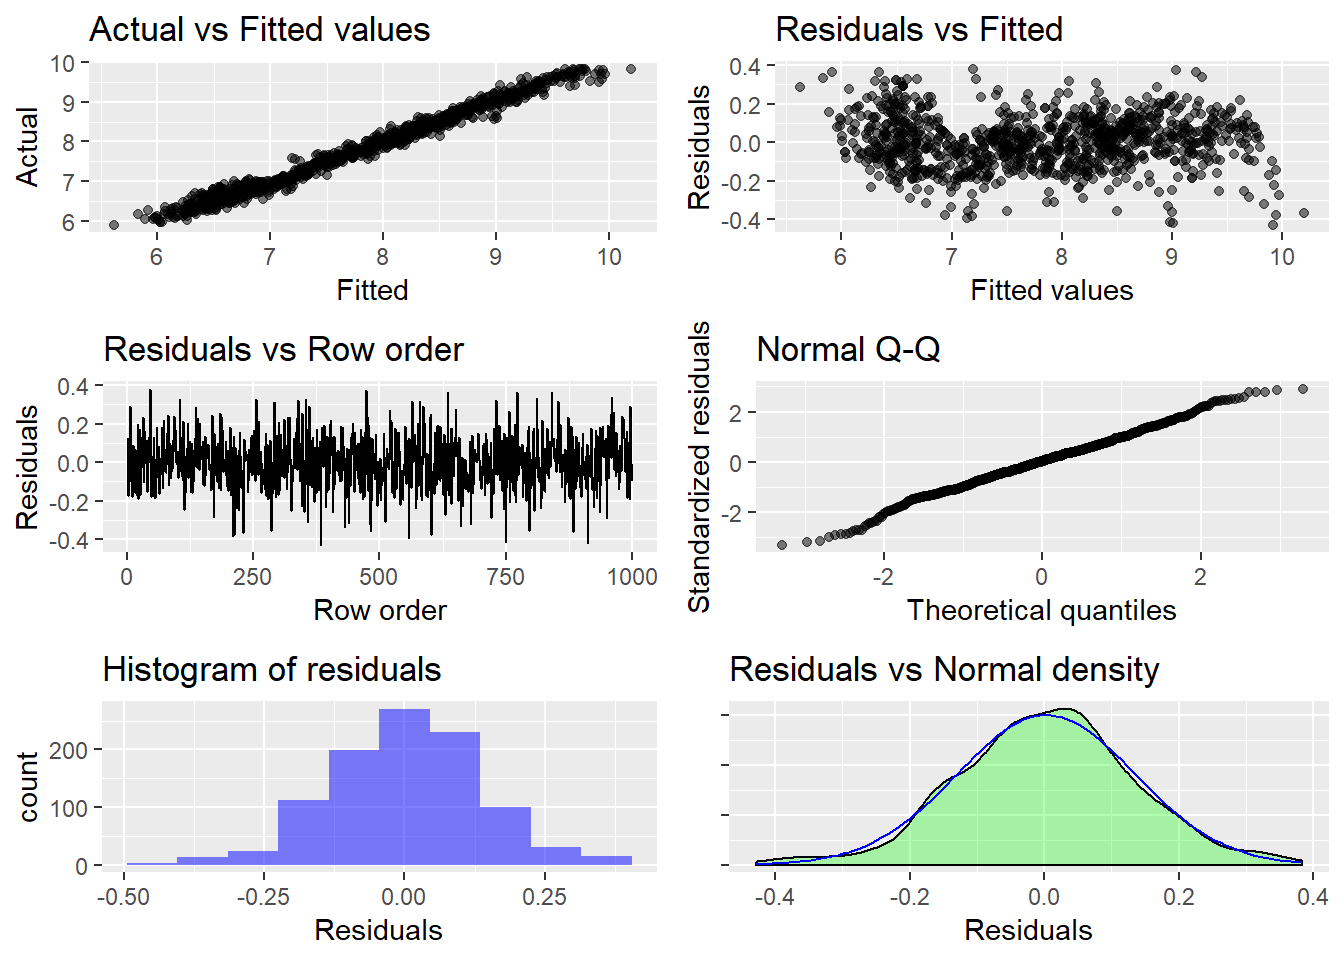 Actual vs Fitted values
10
9
8
7
6
Actual
6 7 8 9 10
Fitted
Residuals vs Fitted
0.4
0.2
0.0
-0.2
-0.4
Residuals
6 7 8 9 10
Fitted values
Residuals vs Row order
0.4
0.2
0.0
-0.2
-0.4
Residuals
0 250 500 750 1000
Row order
Normal Q-Q
2
0
-2
Standardized residuals
-2 0 2
Theoretical quantiles
Histogram of residuals
200
100
0
count
-0.50 -0.25 0.00 0.25
Residuals
Residuals vs Normal density
-0.4 -0.2 0.0 0.2 0.4
Residuals